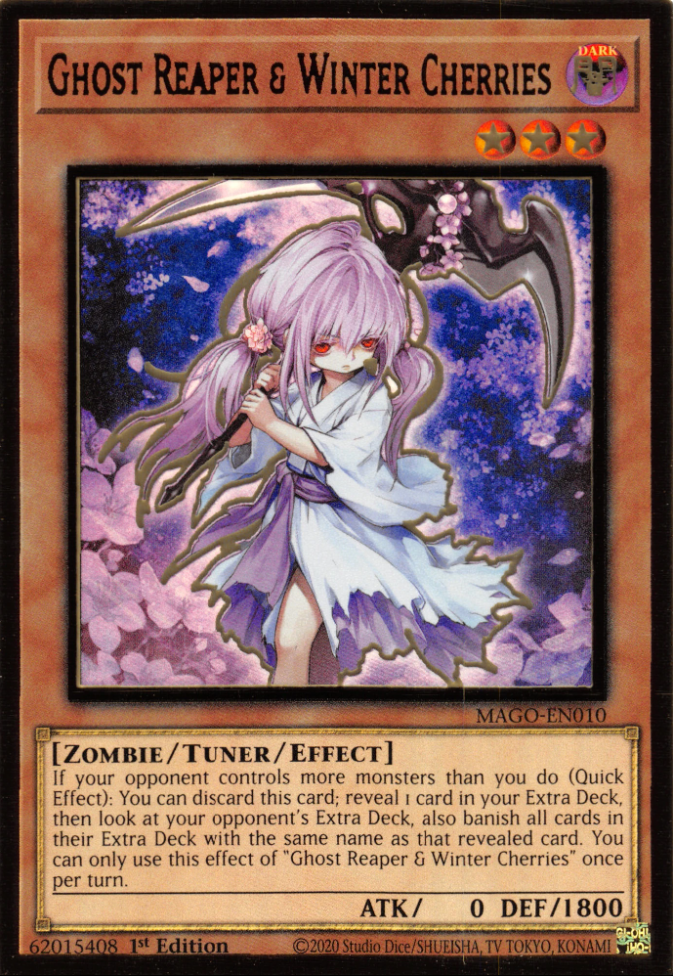 GHOST REAPER & WINTER CHERRIES
DARK
MAGO-EN010
[ZOMBIE/TUNER/EFFECT]
If your opponent controls more monsters than you do (Quick
Effect): You can discard this card; reveal 1 card in your Extra Deck,
then look at your opponent's Extra Deck, also banish all cards in
their Extra Deck with the same name as that revealed card. You
can only use this effect of "Ghost Reaper & Winter Cherries" once
per turn.
ATK/ 0 DEF/1800
62015408 1st Edition ©2020 Studio Dice/SHUEISHA, TV TOKYO, KONAMI